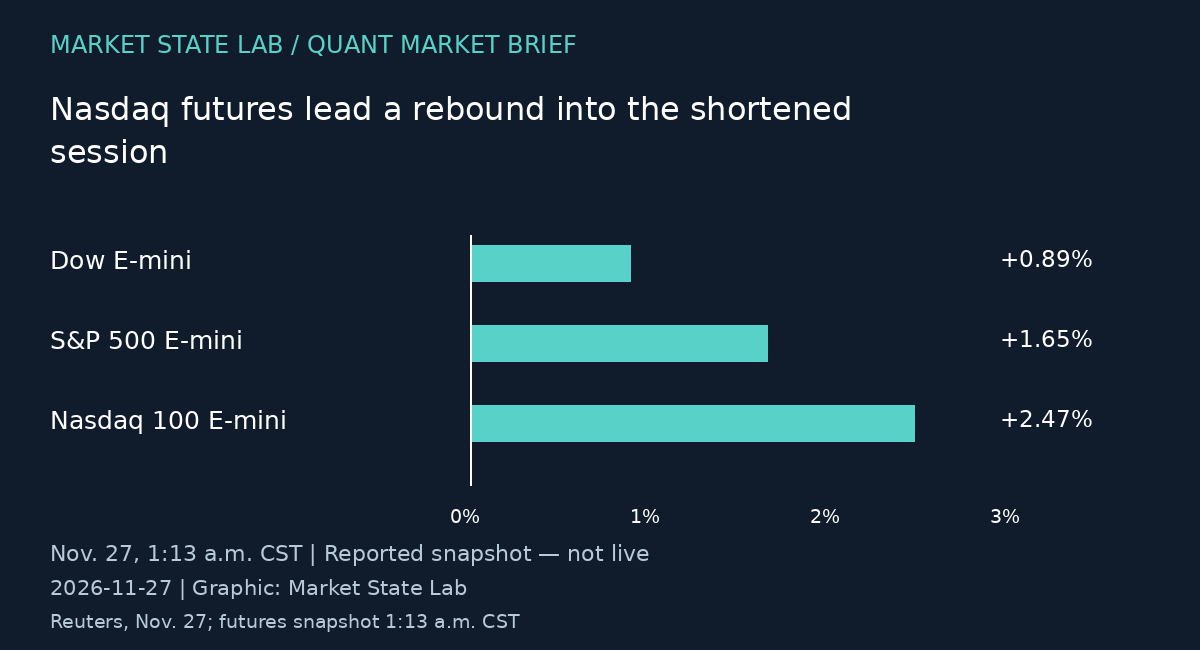 MARKET STATE LAB / QUANT MARKET BRIEF
Nasdaq futures lead a rebound into the shortened
session
Dow E-mini
+0.89%
S&P 500 E-mini
+1.65%
Nasdaq 100 E-mini
+2.47%
0% 1% 2% 3%
Nov. 27, 1:13 a.m. CST | Reported snapshot — not live
2026-11-27 | Graphic: Market State Lab
Reuters, Nov. 27; futures snapshot 1:13 a.m. CST